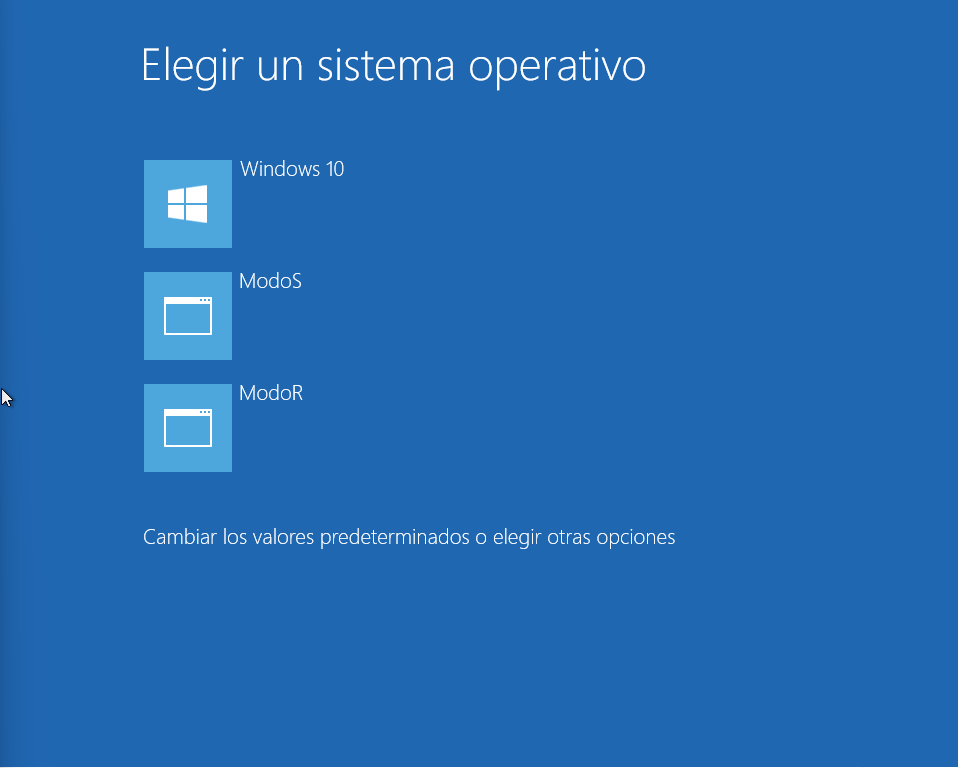 Elegir un sistema operativo
Windows 10
ModoS
ModoR
Cambiar los valores predeterminados o elegir otras opciones